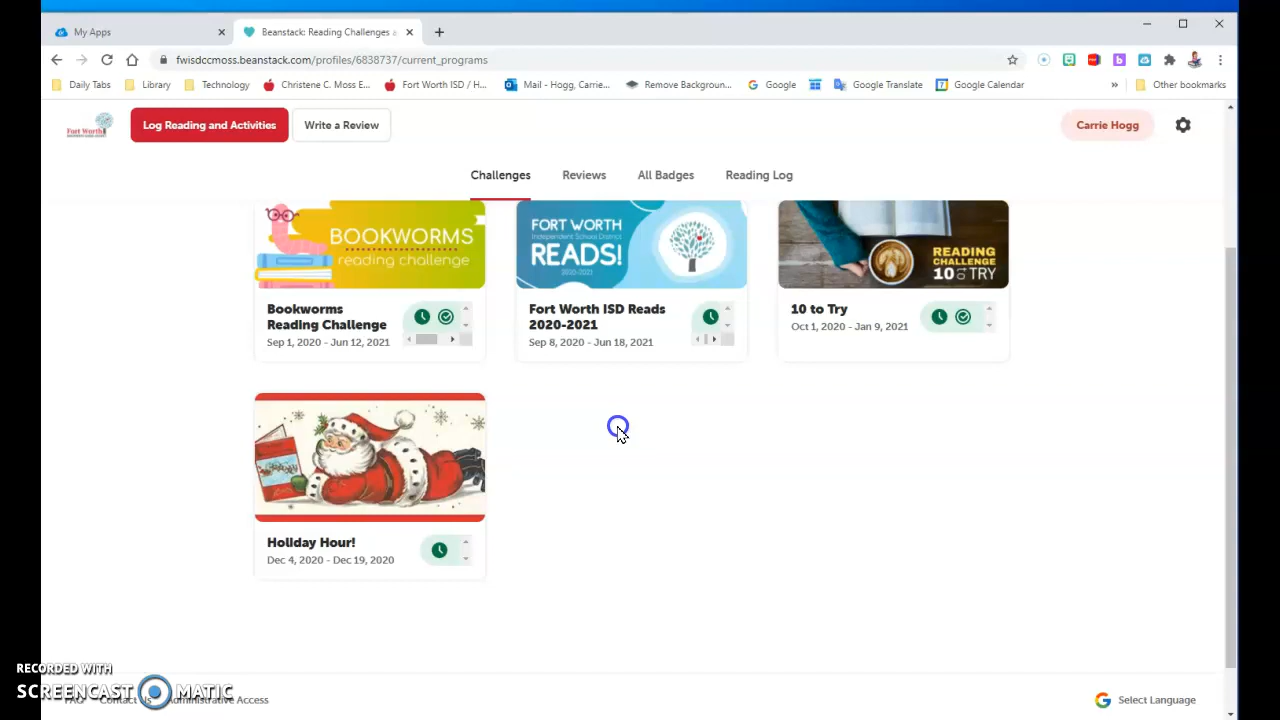 My Apps
Beanstack: Reading Challenges a
fwisdccmoss.beanstack.com/profiles/6838737/current_programs
Daily Tabs
Library
Technology
Christene C. Moss E...
Fort Worth ISD / H...
Mail - Hogg, Carrie...
Remove Backgroun...
Google
Google Translate
Google Calendar
Other bookmarks
Fort Worth
Log Reading and Activities
Write a Review
Carrie Hogg
Challenges
Reviews
All Badges
Reading Log
BOOKWORMS
reading challenge
FORT WORTH
Independent School District
READS!
2020-2021
READING
CHALLENGE
10 TO TRY
Bookworms
Reading Challenge
Sep 1, 2020 - Jun 12, 2021
Fort Worth ISD Reads
2020-2021
Sep 8, 2020 - Jun 18, 2021
10 to Try
Oct 1, 2020 - Jan 9, 2021
Holiday Hour!
Dec 4, 2020 - Dec 19, 2020
RECORDED WITH
SCREENCAST MATIC
FAQ
Contact Us
Administrative Access
Select Language